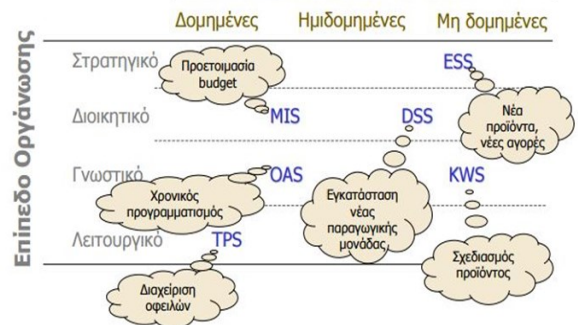 Δομημένες Ημιδομημένες Μη δομημένες
Επίπεδο Οργάνωσης
Στρατηγικό
Προετοιμασία
budget
ESS
Διοικητικό
MIS
DSS
Νέα
προϊόντα,
νέες αγορές
Γνωστικό
OAS
KWS
Χρονικός
προγραμματισμός
Εγκατάσταση
νέας
παραγωγικής
μονάδας
Λειτουργικό
TPS
Σχεδιασμός
προϊόντος
Διαχείριση
οφειλών